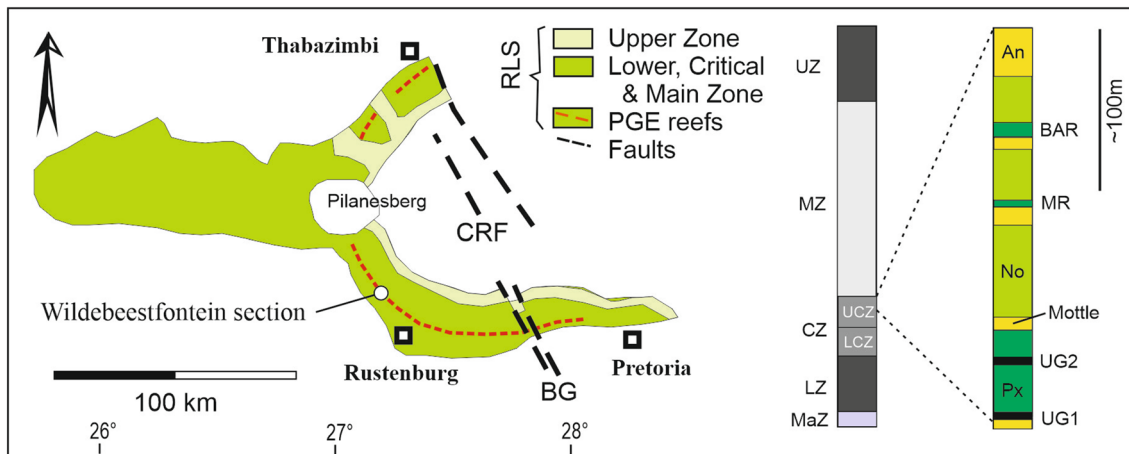 Thabazimbi
RLS
Upper Zone
Lower, Critical
& Main Zone
PGE reefs
Faults
Pilanesberg
CRF
Wildebeestfontein section
Rustenburg
BG
Pretoria
100 km
26°
27°
28°
UZ
MZ
CZ
UCZ
LCZ
LZ
MaZ
An
BAR
MR
No
Mottle
UG2
Px
UG1
~100m